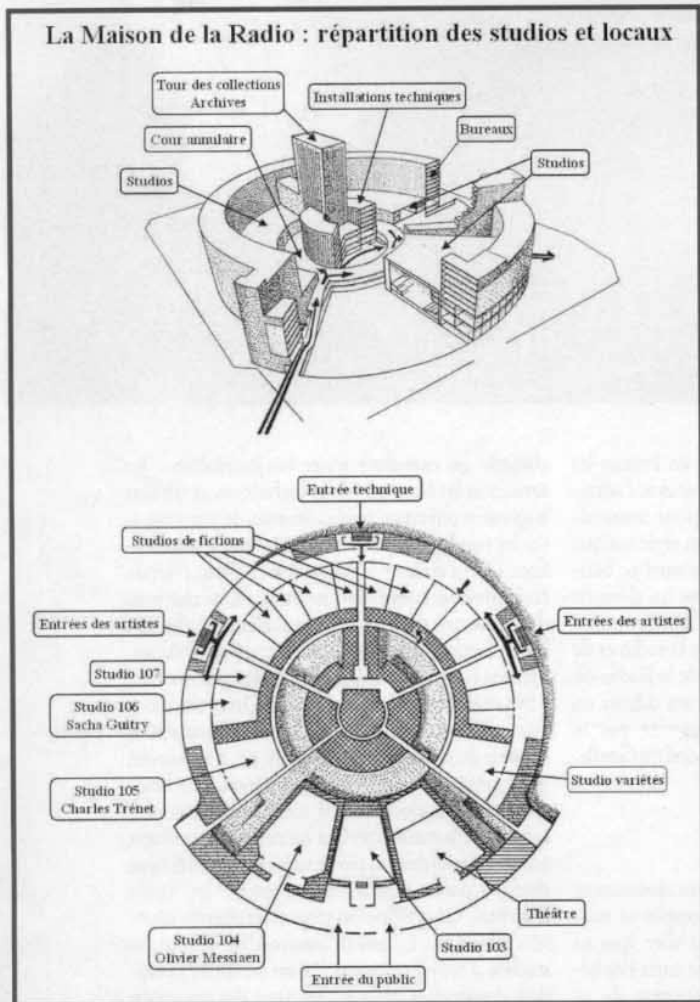 La Maison de la Radio : répartition des studios et locaux
Tour des collections
Archives
Installations techniques
Cour annulaire
Bureaux
Studios
Studios
Entrée technique
Studios de fictions
Entrées des artistes
Entrées des artistes
Studio 107
Studio 106
Sacha Guitry
Studio 105
Charles Trénet
Studio variétés
Théâtre
Studio 104
Olivier Messiaen
Studio 103
Entrée du public